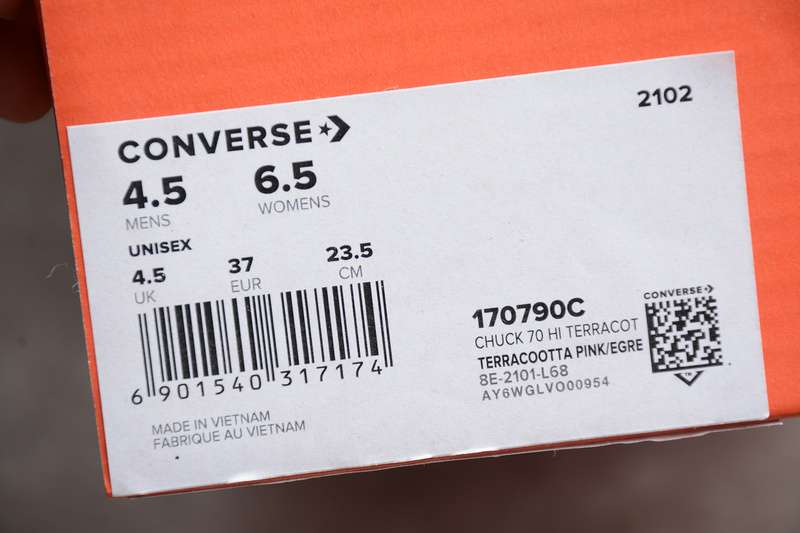 2102
CONVERSE
4.5 6.5
MENS WOMENS
UNISEX
4.5 37 23.5
UK EUR CM
6 901540 317174
MADE IN VIETNAM
FABRIQUE AU VIETNAM
CONVERSE
170790C
CHUCK 70 HI TERRACOT
TERRACOOTTA PINK/EGRE
8E-2101-L68
AY6WGLVO00954
TM